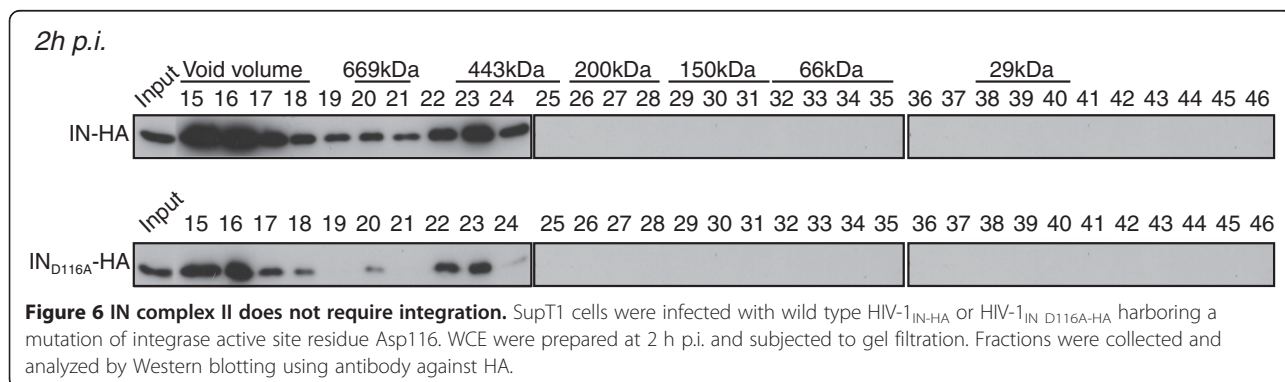 2h p.i.
Void volume 669kDa 443kDa 200kDa 150kDa 66kDa 29kDa
Input 15 16 17 18 19 20 21 22 23 24 25 26 27 28 29 30 31 32 33 34 35 36 37 38 39 40 41 42 43 44 45 46
IN-HA
Input 15 16 17 18 19 20 21 22 23 24 25 26 27 28 29 30 31 32 33 34 35 36 37 38 39 40 41 42 43 44 45 46
IN_D116A-HA
Figure 6 IN complex II does not require integration. SupT1 cells were infected with wild type HIV-1_IN-HA or HIV-1_IN D116A-HA harboring a
mutation of integrase active site residue Asp116. WCE were prepared at 2 h p.i. and subjected to gel filtration. Fractions were collected and
analyzed by Western blotting using antibody against HA.